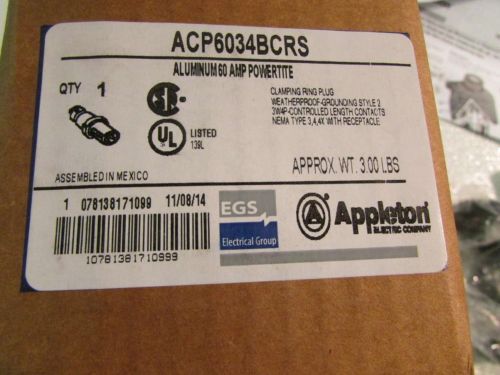 ACP6034BCRS
ALUMINUM 60 AMP POWERTITE
QTY 1
CLAMPING RING PLUG
WEATHERPROOF-GROUNDING STYLE 2
3W4P-CONTROLLED LENGTH CONTACTS
NEMA TYPE 3,4,4X WITH RECEPTACLE
UL LISTED
139L
ASSEMBLED IN MEXICO
APPROX. WT. 3.00 LBS
1 078138171099 11/08/14
10781381710999
EGS
Electrical Group
A Appleton
ELECTRIC COMPANY